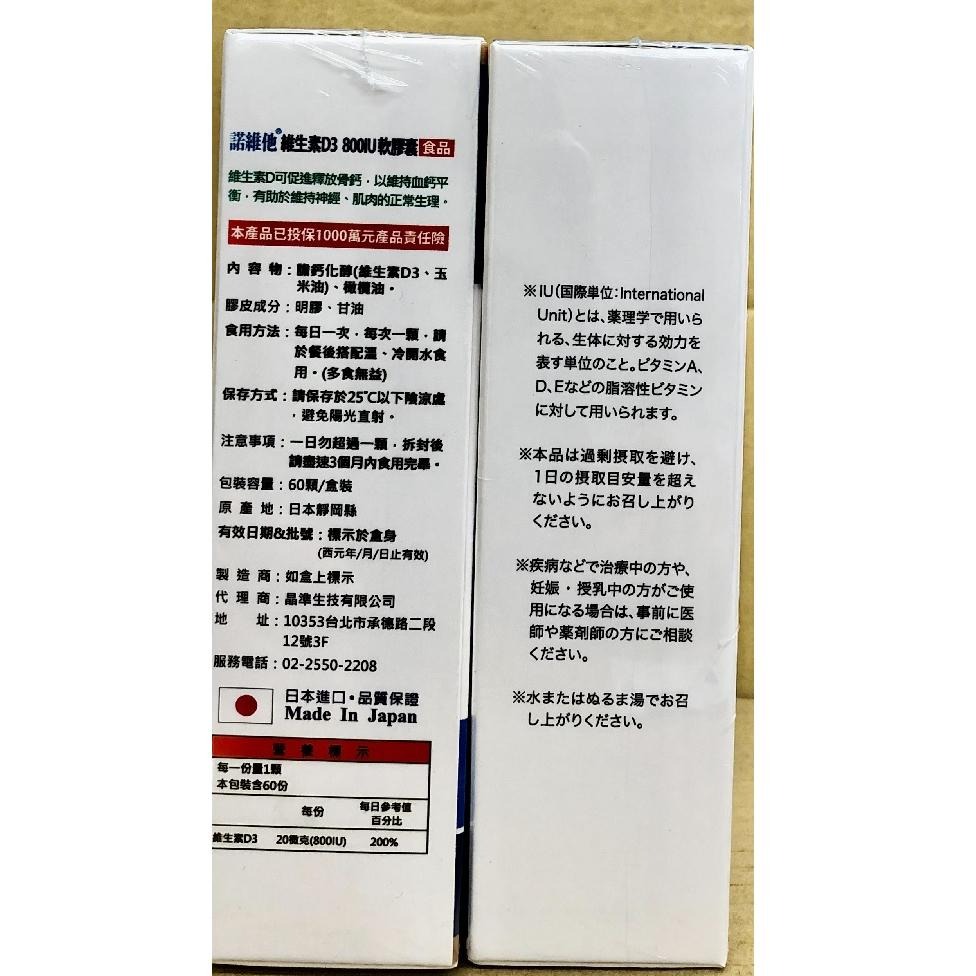 諾維他® 維生素D3 800IU軟膠囊 食品
維生素D可促進釋放骨鈣，以維持血鈣平
衡，有助於維持神經、肌肉的正常生理。
本產品已投保1000萬元產品責任險
內容物：膽鈣化醇(維生素D3、玉
米油)、橄欖油。
膠皮成分：明膠、甘油
食用方法：每日一次，每次一顆，請
於餐後搭配溫、冷開水食
用。(多食無益)
保存方式：請保存於25℃以下陰涼處
，避免陽光直射。
注意事項：一日勿超過一顆，拆封後
請盡速3個月內食用完畢。
包裝容量：60顆/盒裝
原產地：日本靜岡縣
有效日期&批號：標示於盒身
(西元年/月/日止有效)
製造商：如盒上標示
代理商：晶準生技有限公司
地址：10353台北市承德路二段
12號3F
服務電話：02-2550-2208
日本進口•品質保證
Made In Japan
營養標示
每一份量1顆
本包裝含60份
每份 每日參考值
百分比
維生素D3 20微克(800IU) 200%
※IU(国際単位:International
Unit)とは、薬理学で用いら
れる、生体に対する効力を
表す単位のこと。ビタミンA、
D、Eなどの脂溶性ビタミン
に対して用いられます。
※本品は過剰摂取を避け、
1日の摂取目安量を超え
ないようにお召し上がり
ください。
※疾病などで治療中の方や、
妊娠・授乳中の方がご使
用になる場合は、事前に医
師や薬剤師の方にご相談
ください。
※水またはぬるま湯でお召
し上がりください。